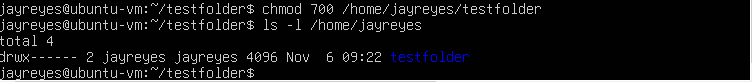 jayreyes@ubuntu-vm:~/testfolder$ chmod 700 /home/jayreyes/testfolder
jayreyes@ubuntu-vm:~/testfolder$ ls -l /home/jayreyes
total 4
drwx------ 2 jayreyes jayreyes 4096 Nov  6 09:22 testfolder
jayreyes@ubuntu-vm:~/testfolder$